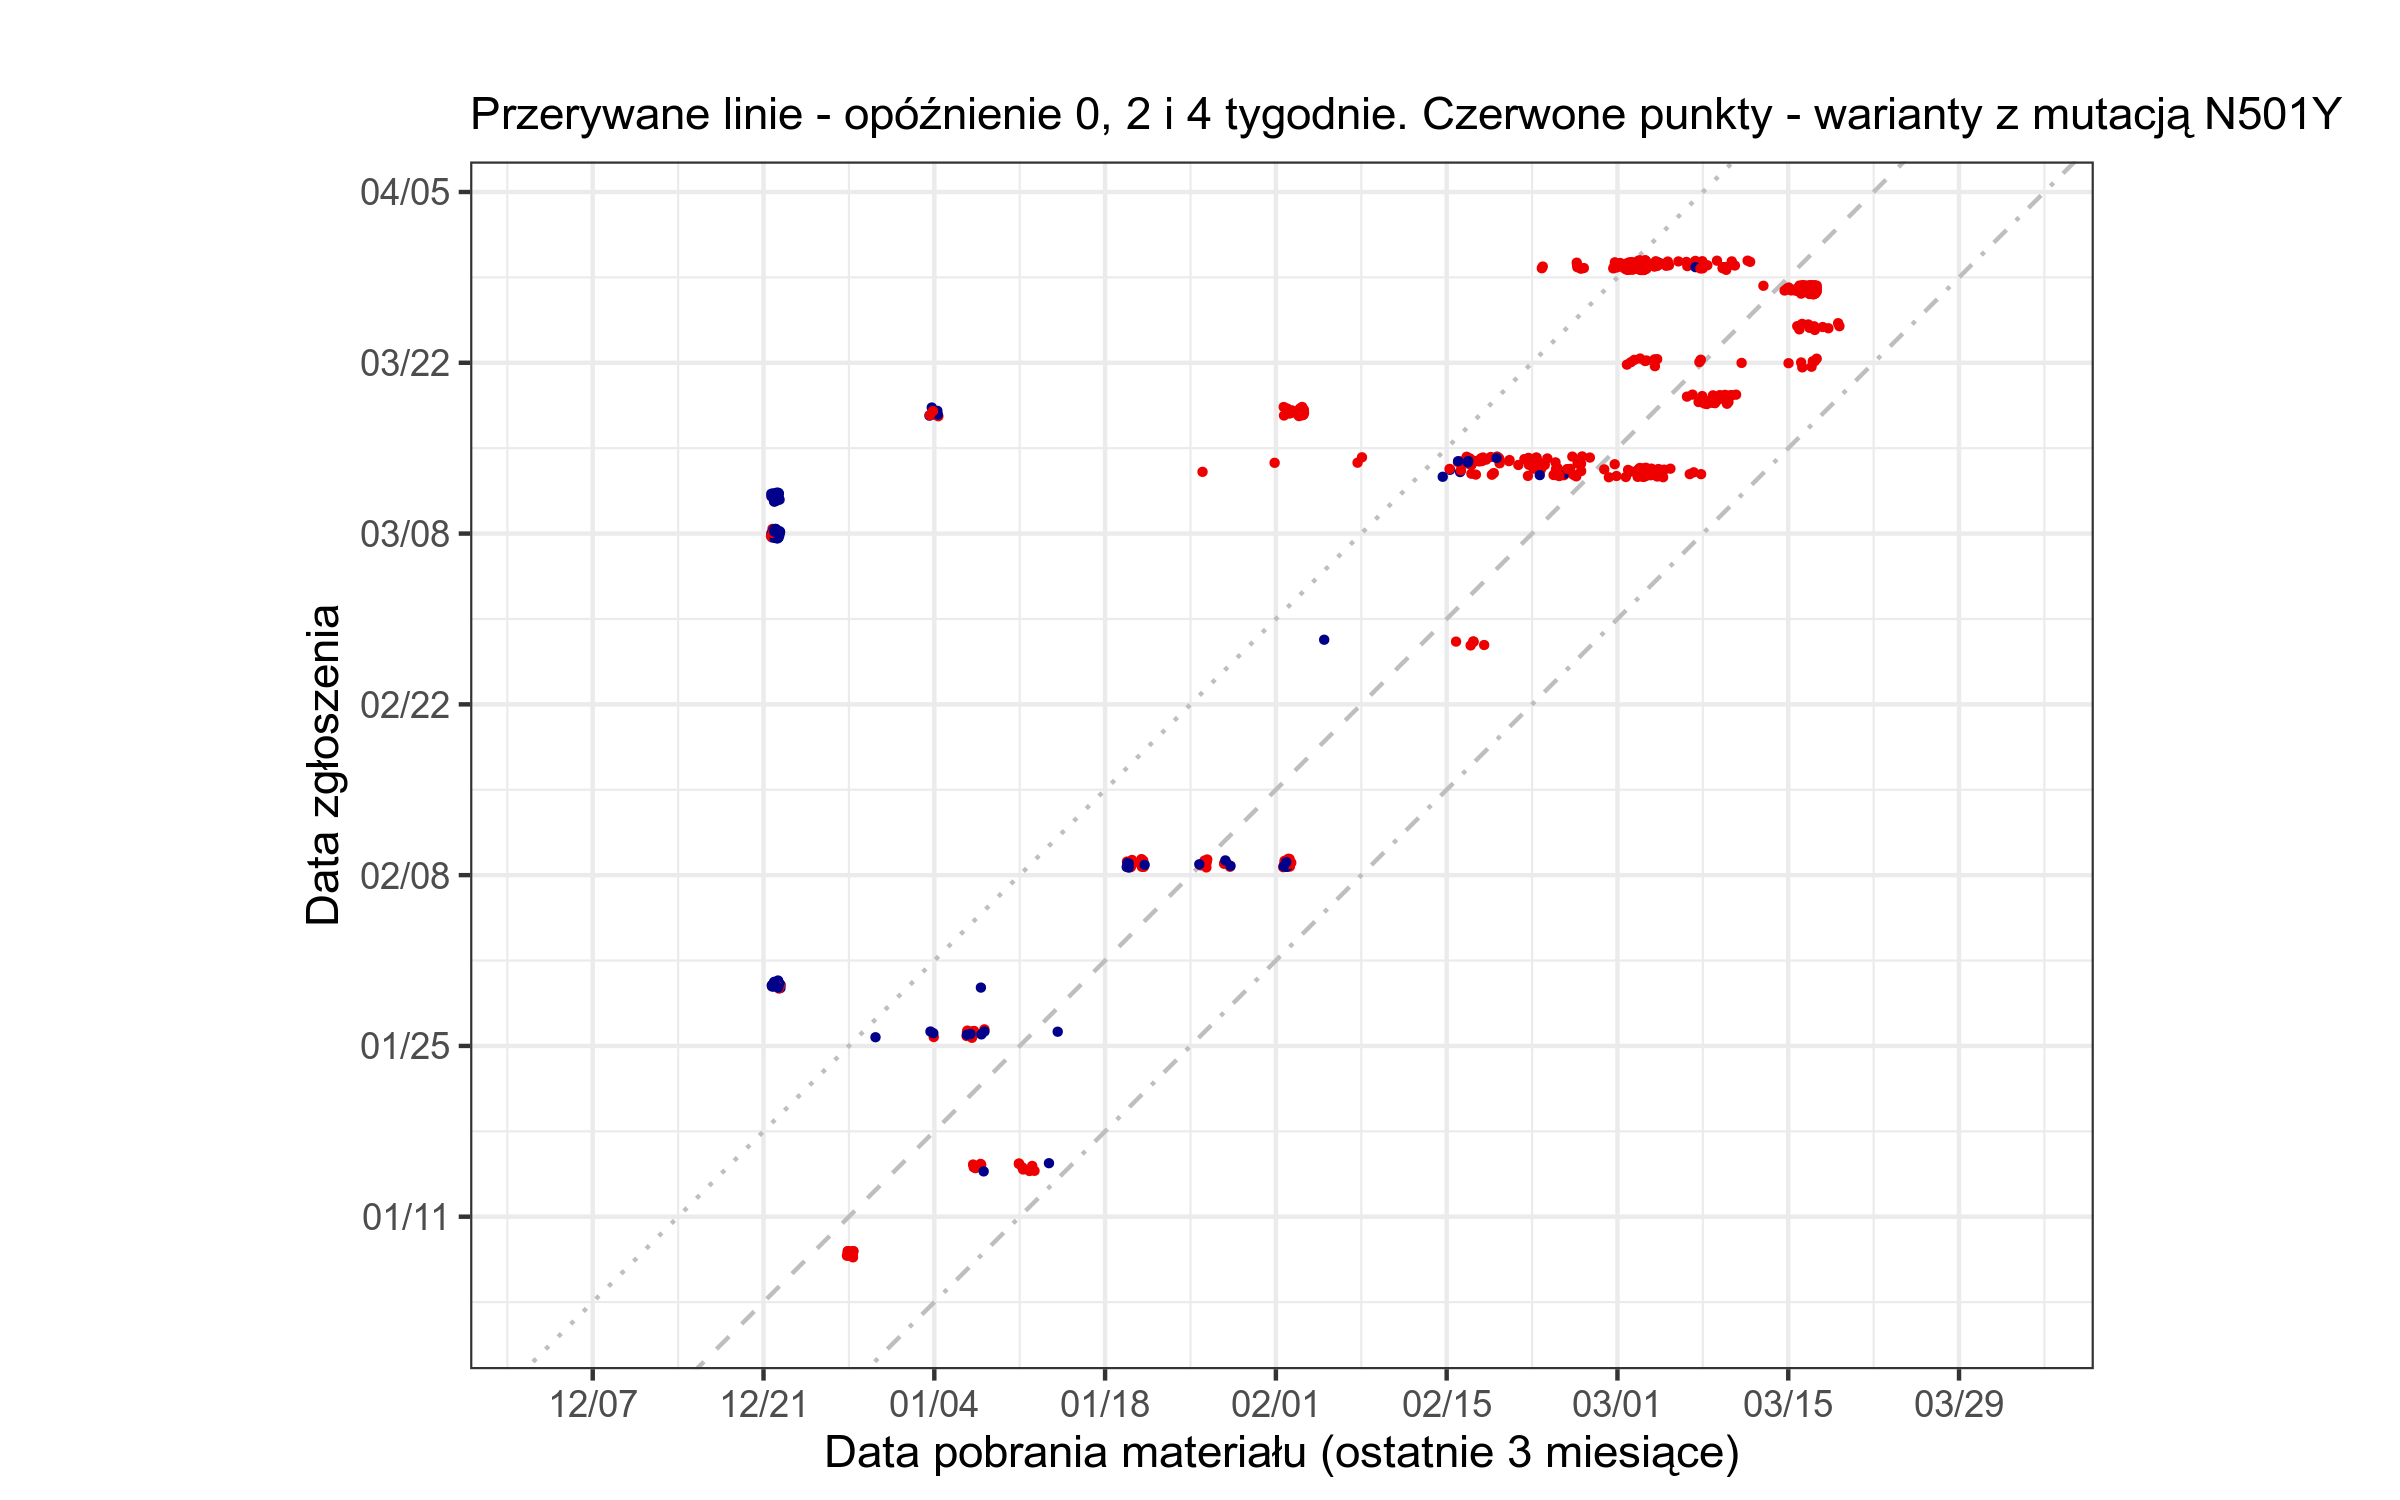 Przerywane linie - opóźnienie 0, 2 i 4 tygodnie. Czerwone punkty - warianty z mutacją N501Y
Data zgłoszenia
04/05
03/22
03/08
02/22
02/08
01/25
01/11
12/07 12/21 01/04 01/18 02/01 02/15 03/01 03/15 03/29
Data pobrania materiału (ostatnie 3 miesiące)